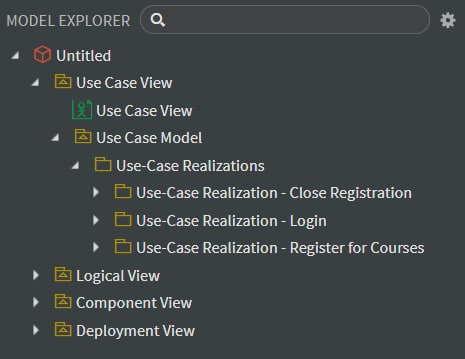 MODEL EXPLORER
Untitled
Use Case View
Use Case View
Use Case Model
Use-Case Realizations
Use-Case Realization - Close Registration
Use-Case Realization - Login
Use-Case Realization - Register for Courses
Logical View
Component View
Deployment View